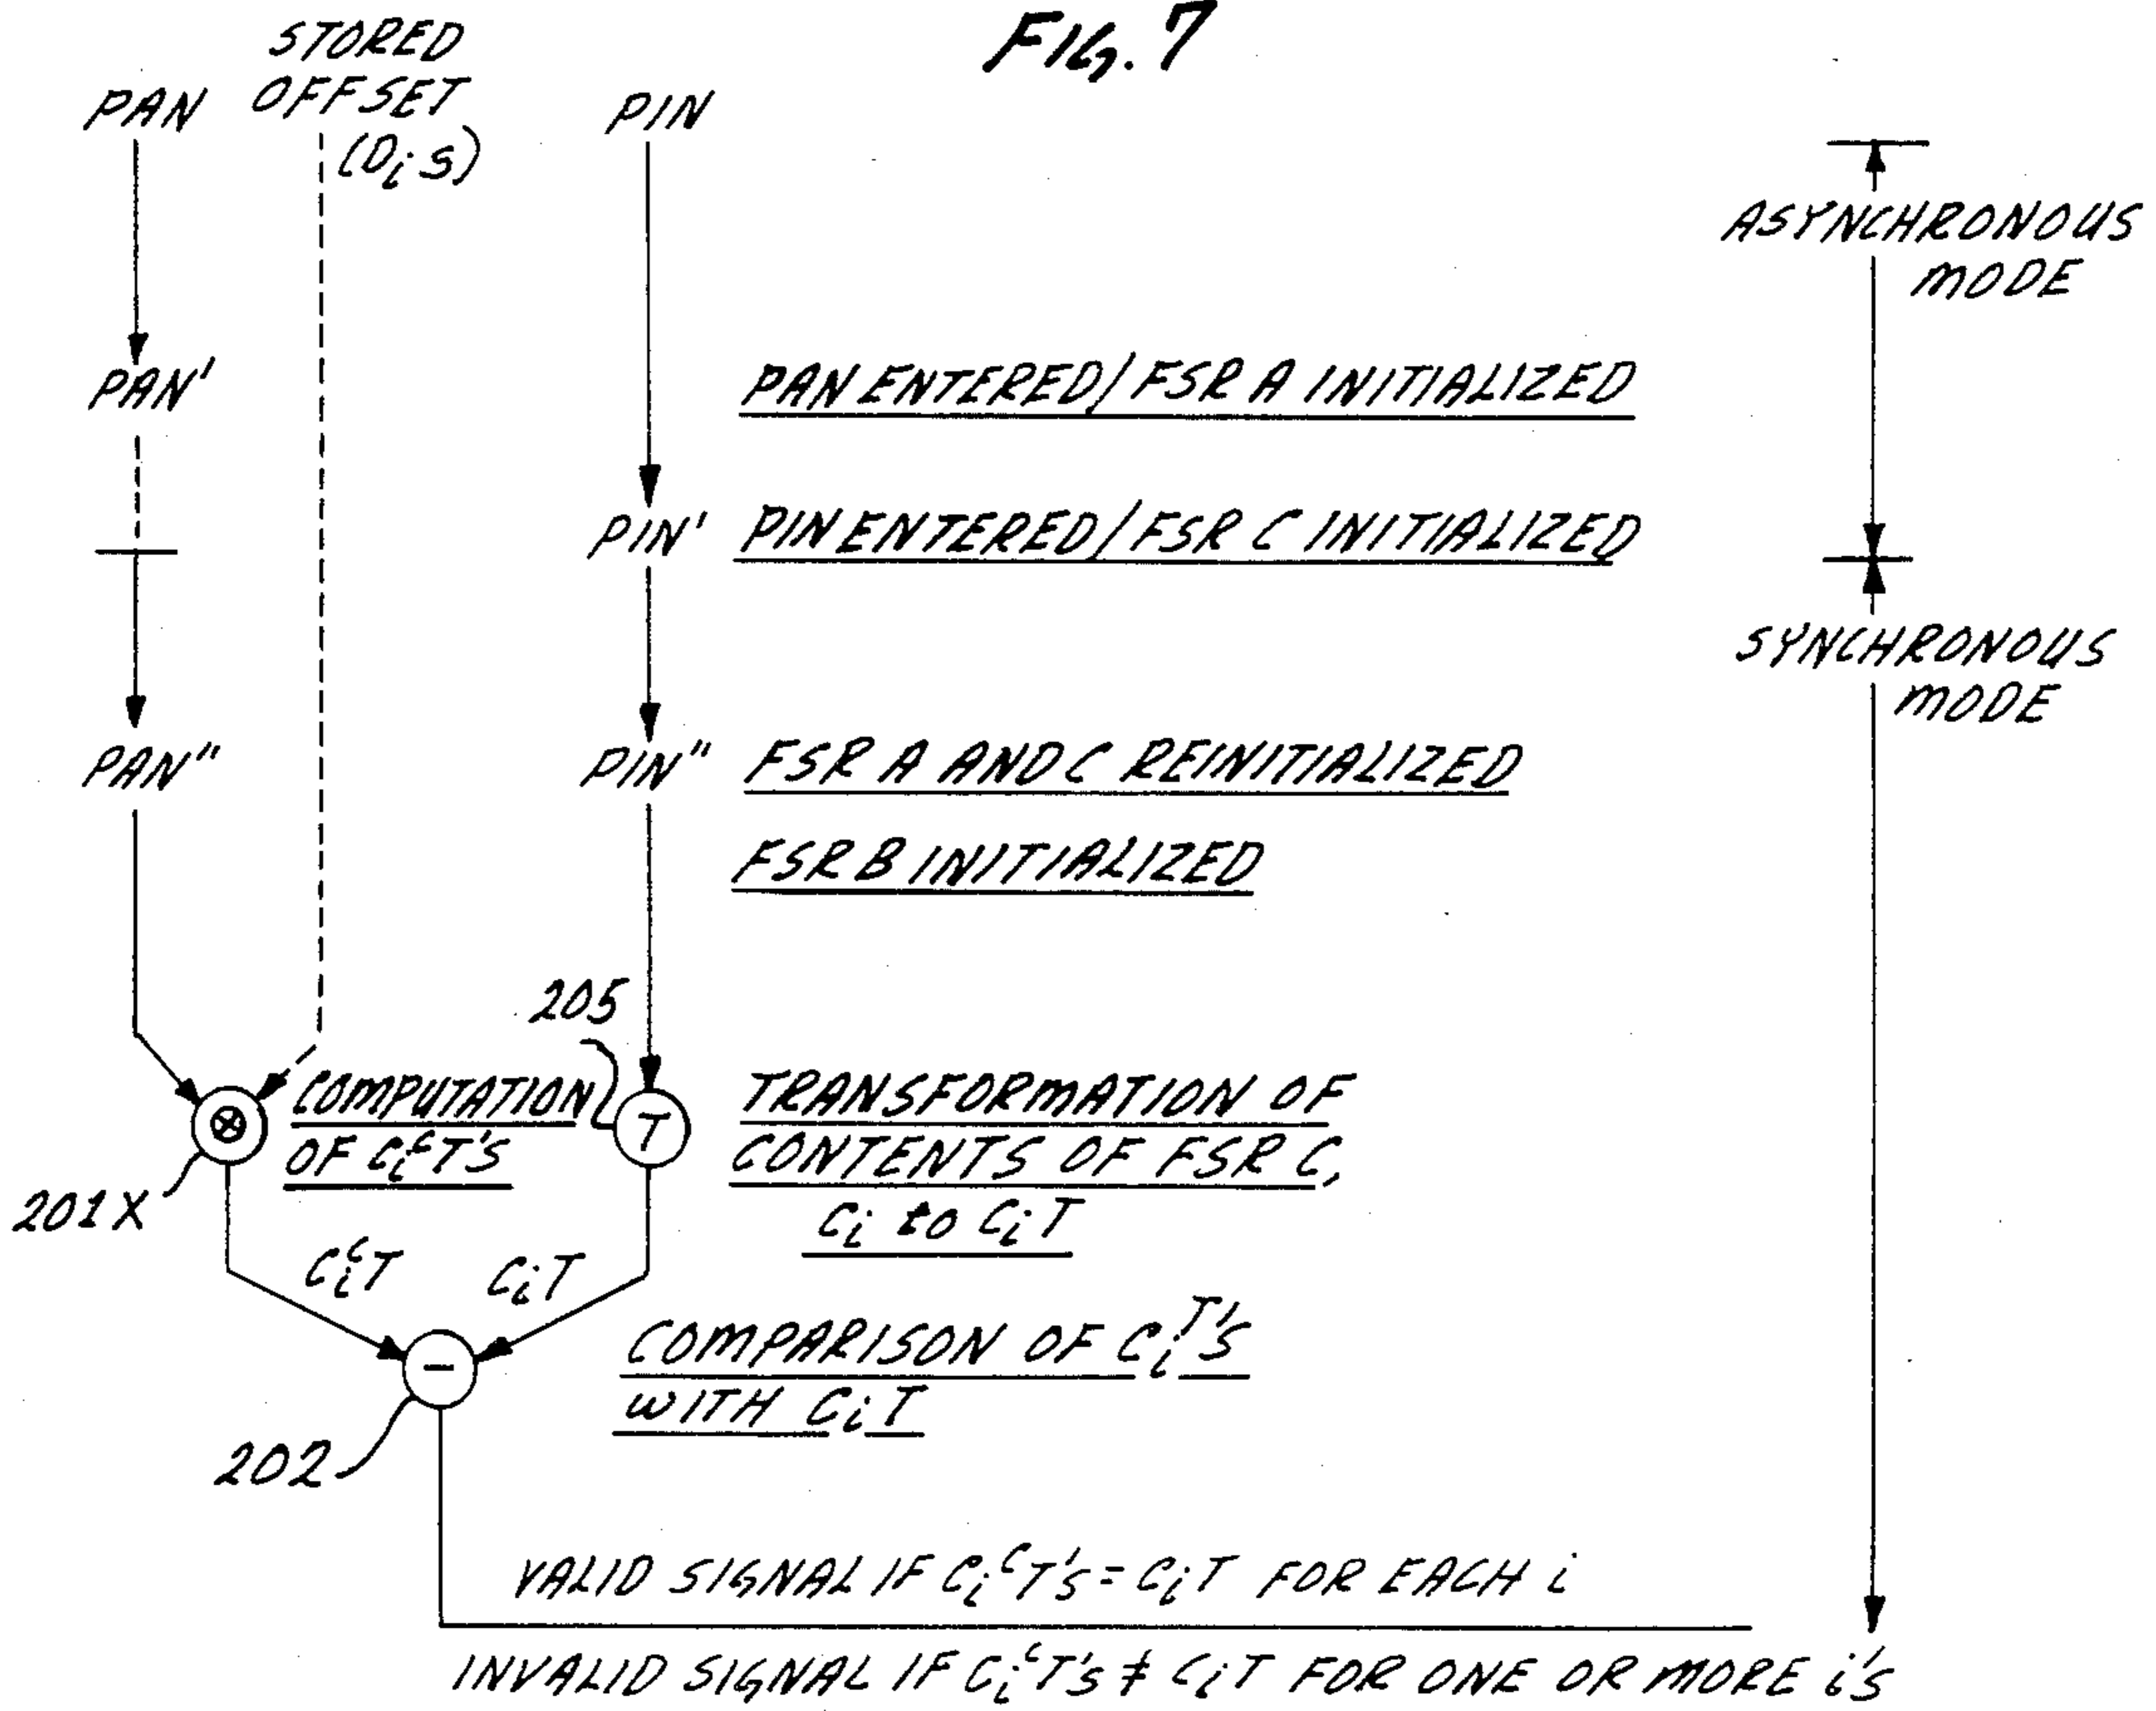 FIG. 7
STORED
OFFSET
(Di S)
PAN
PIN
ASYNCHRONOUS
MODE
PAN'
PAN ENTERED/FSR A INITIALIZED
PIN' PIN ENTERED/FSR C INITIALIZED
SYNCHRONOUS
MODE
PAN"
PIN" FSR A AND C REINITIALIZED
FSR B INITIALIZED
205
COMPUTATION
OF CicT'S
⊗
T
TRANSFORMATION OF
CONTENTS OF FSR C,
Ci to CiT
201X
CicT
CiT
COMPARISON OF CiT'S
WITH CiT
−
202
VALID SIGNAL IF CicT's = CiT FOR EACH i
INVALID SIGNAL IF CicT's ≠ CiT FOR ONE OR MORE i's